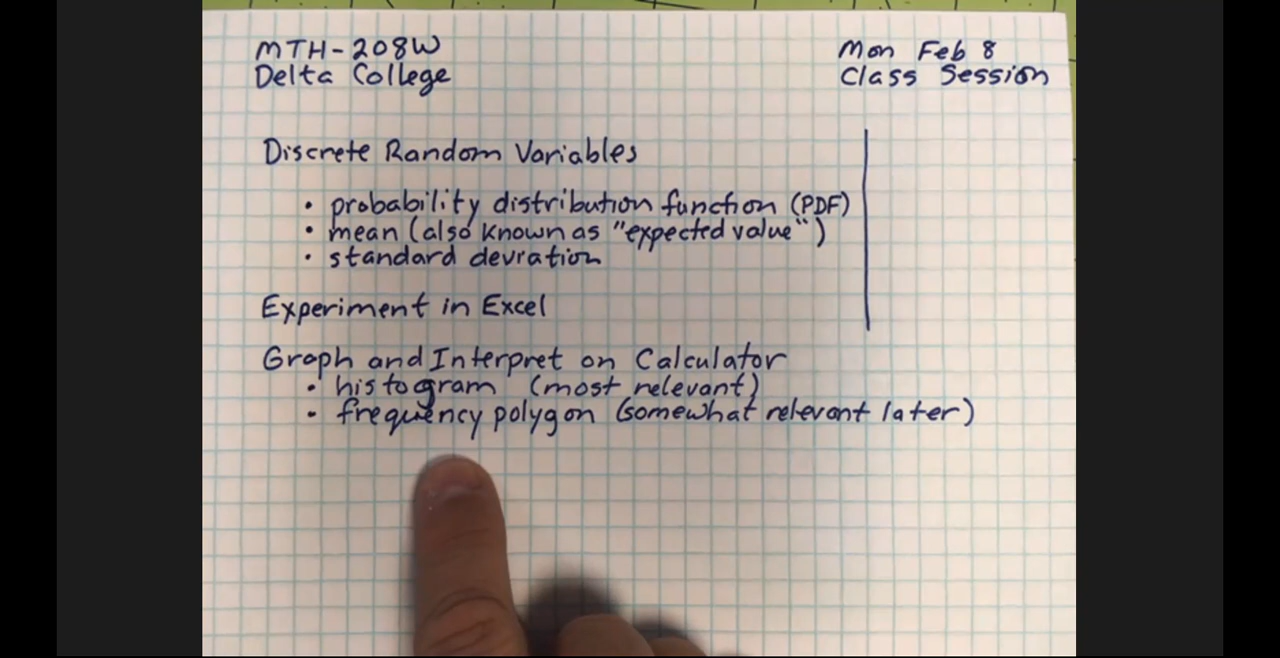 MTH-208W
Delta College
Mon Feb 8
Class Session
Discrete Random Variables
• probability distribution function (PDF)
• mean (also known as "expected value")
• standard deviation
Experiment in Excel
Graph and Interpret on Calculator
• histogram (most relevant)
• frequency polygon (somewhat relevant later)